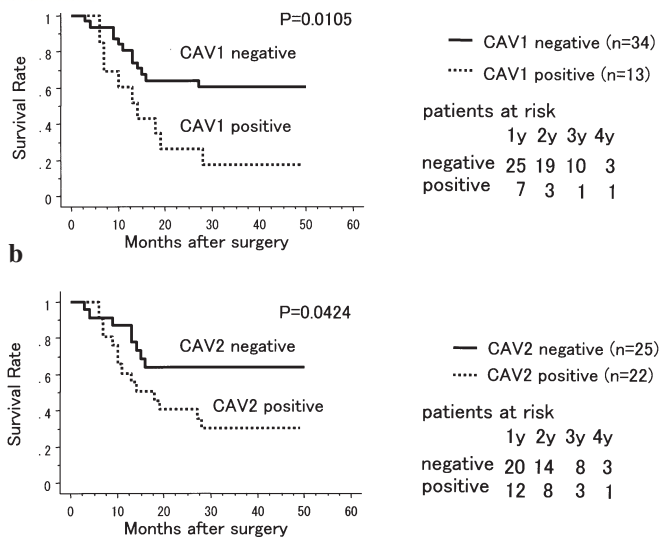 P=0.0105
1
.8
.6
.4
.2
0
Survival Rate
CAV1 negative
CAV1 positive
0 10 20 30 40 50 60
Months after surgery
CAV1 negative (n=34)
CAV1 positive (n=13)
patients at risk
1y 2y 3y 4y
negative 25 19 10 3
positive 7 3 1 1
b
P=0.0424
1
.8
.6
.4
.2
0
Survival Rate
CAV2 negative
CAV2 positive
0 10 20 30 40 50 60
Months after surgery
CAV2 negative (n=25)
CAV2 positive (n=22)
patients at risk
1y 2y 3y 4y
negative 20 14 8 3
positive 12 8 3 1